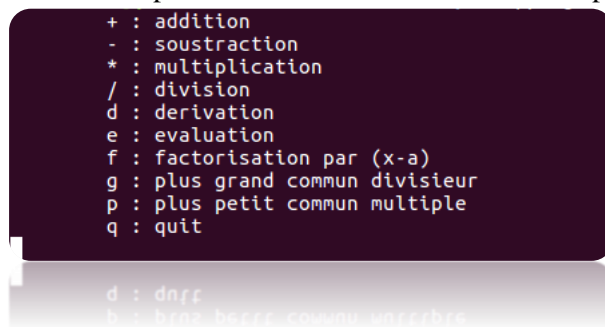 + : addition
- : soustraction
* : multiplication
/ : division
d : derivation
e : evaluation
f : factorisation par (x-a)
g : plus grand commun divisieur
p : plus petit commun multiple
q : quit